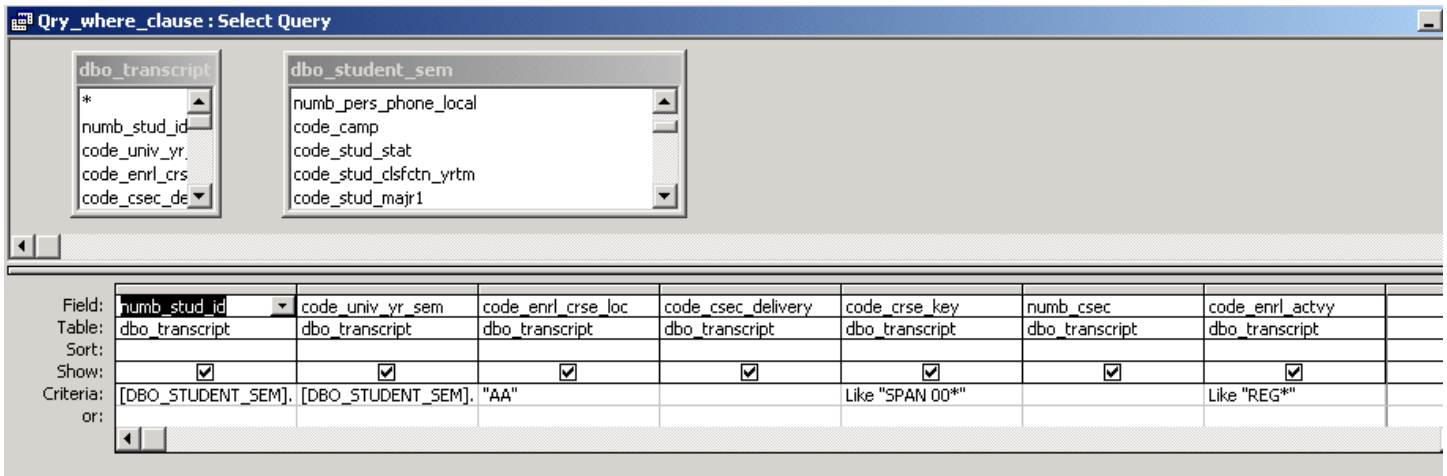 Qry_where_clause : Select Query
dbo_transcript
*
numb_stud_id
code_univ_yr_
code_enrl_crs
code_csec_de
dbo_student_sem
numb_pers_phone_local
code_camp
code_stud_stat
code_stud_clsfctn_yrtm
code_stud_majr1
Field: numb_stud_id code_univ_yr_sem code_enrl_crse_loc code_csec_delivery code_crse_key numb_csec code_enrl_actvy
Table: dbo_transcript dbo_transcript dbo_transcript dbo_transcript dbo_transcript dbo_transcript dbo_transcript
Sort:
Show:
Criteria: [DBO_STUDENT_SEM]. [DBO_STUDENT_SEM]. "AA" Like "SPAN 00*" Like "REG*"
or: